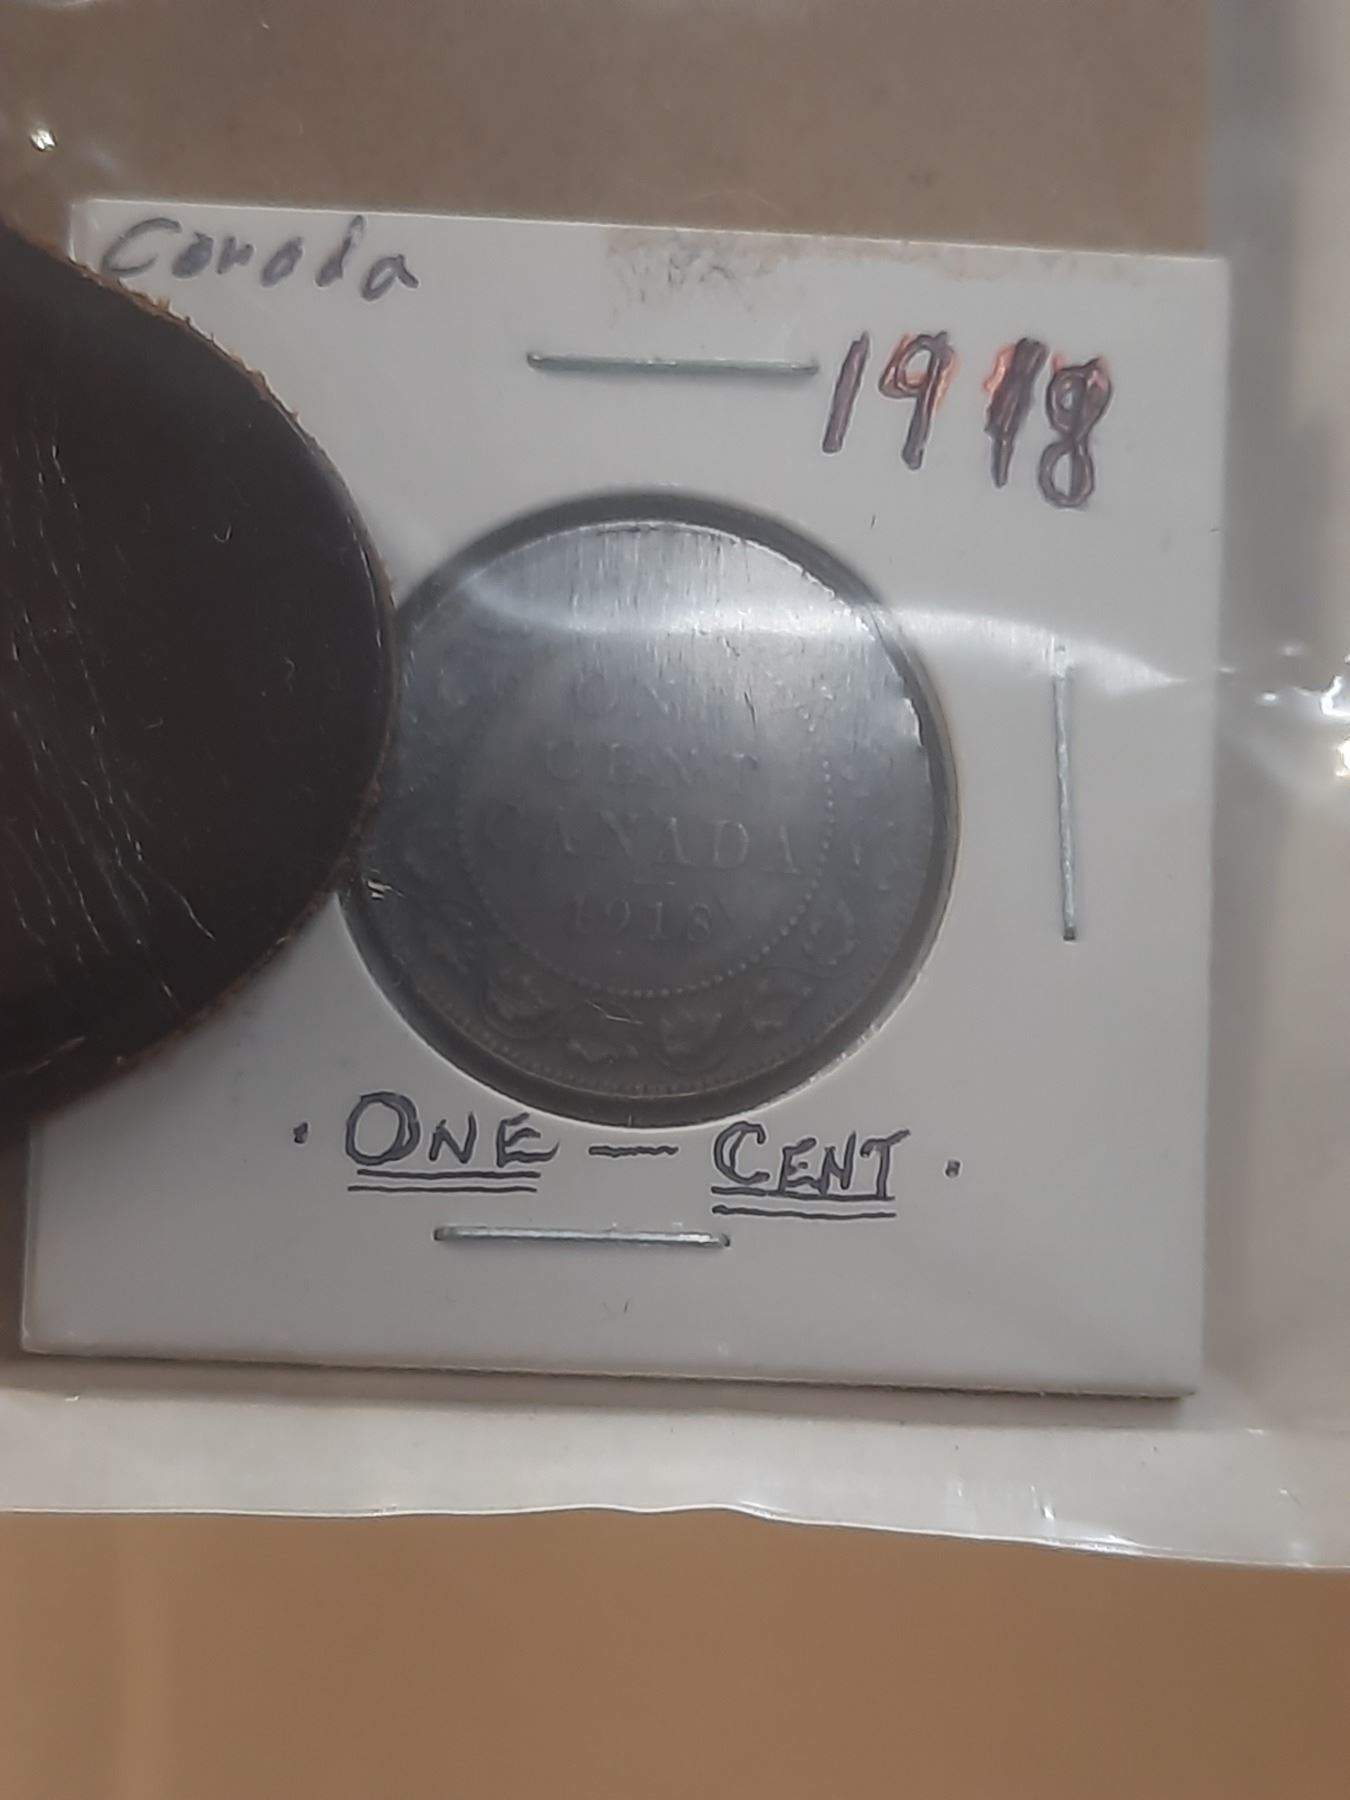 Canada
1918
ONE
CENT
CANADA
1918
. ONE — CENT .